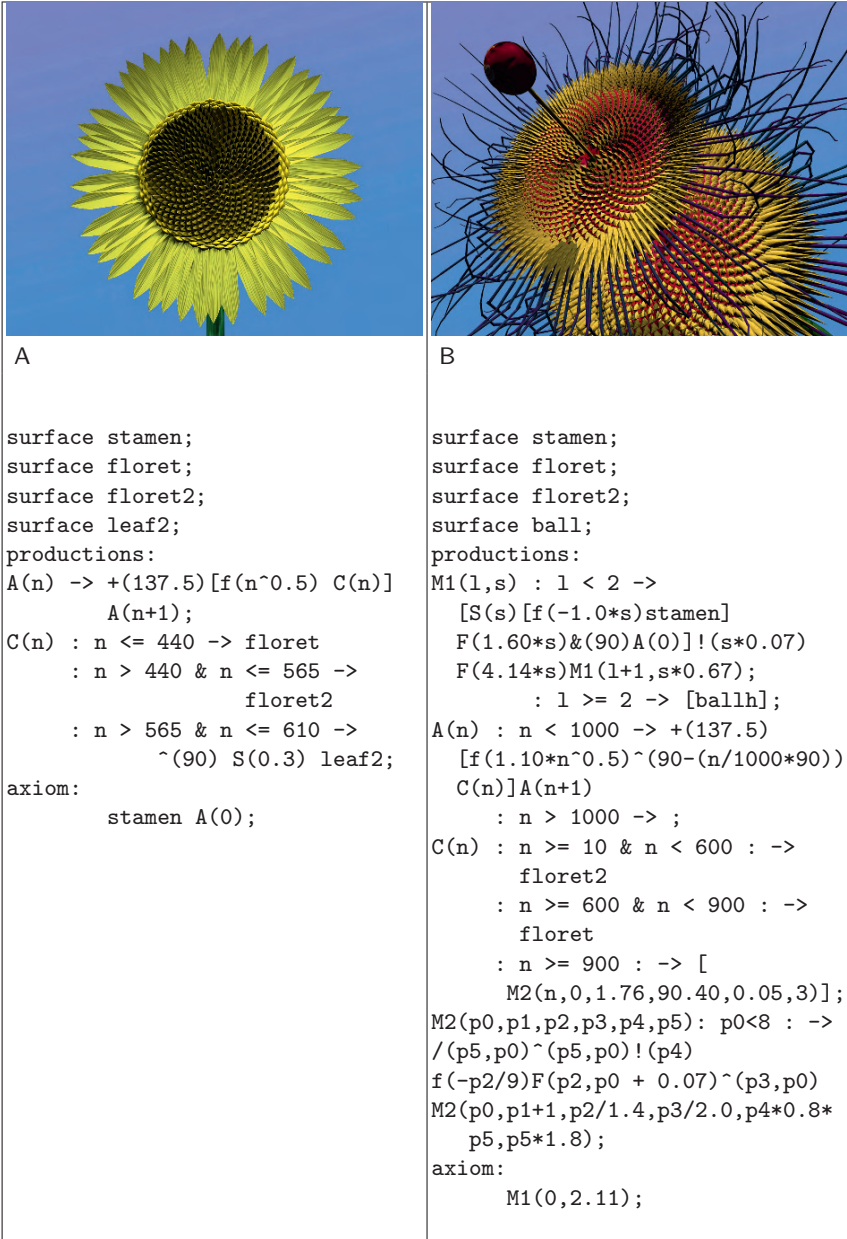 A
surface stamen;
surface floret;
surface floret2;
surface leaf2;
productions:
A(n) -> +(137.5)[f(n^0.5) C(n)]
A(n+1);
C(n) : n <= 440 -> floret
: n > 440 & n <= 565 ->
floret2
: n > 565 & n <= 610 ->
^(90) S(0.3) leaf2;
axiom:
stamen A(0);
B
surface stamen;
surface floret;
surface floret2;
surface ball;
productions:
M1(l,s) : l < 2 ->
[S(s)[f(-1.0*s)stamen]
F(1.60*s)&(90)A(0)]!(s*0.07)
F(4.14*s)M1(l+1,s*0.67);
: l >= 2 -> [ballh];
A(n) : n < 1000 -> +(137.5)
[f(1.10*n^0.5)^(90-(n/1000*90))
C(n)]A(n+1)
: n > 1000 -> ;
C(n) : n >= 10 & n < 600 : ->
floret2
: n >= 600 & n < 900 : ->
floret
: n >= 900 : -> [
M2(n,0,1.76,90.40,0.05,3)];
M2(p0,p1,p2,p3,p4,p5): p0<8 : ->
/(p5,p0)^(p5,p0)!(p4)
f(-p2/9)F(p2,p0 + 0.07)^(p3,p0)
M2(p0,p1+1,p2/1.4,p3/2.0,p4*0.8*
p5,p5*1.8);
axiom:
M1(0,2.11);